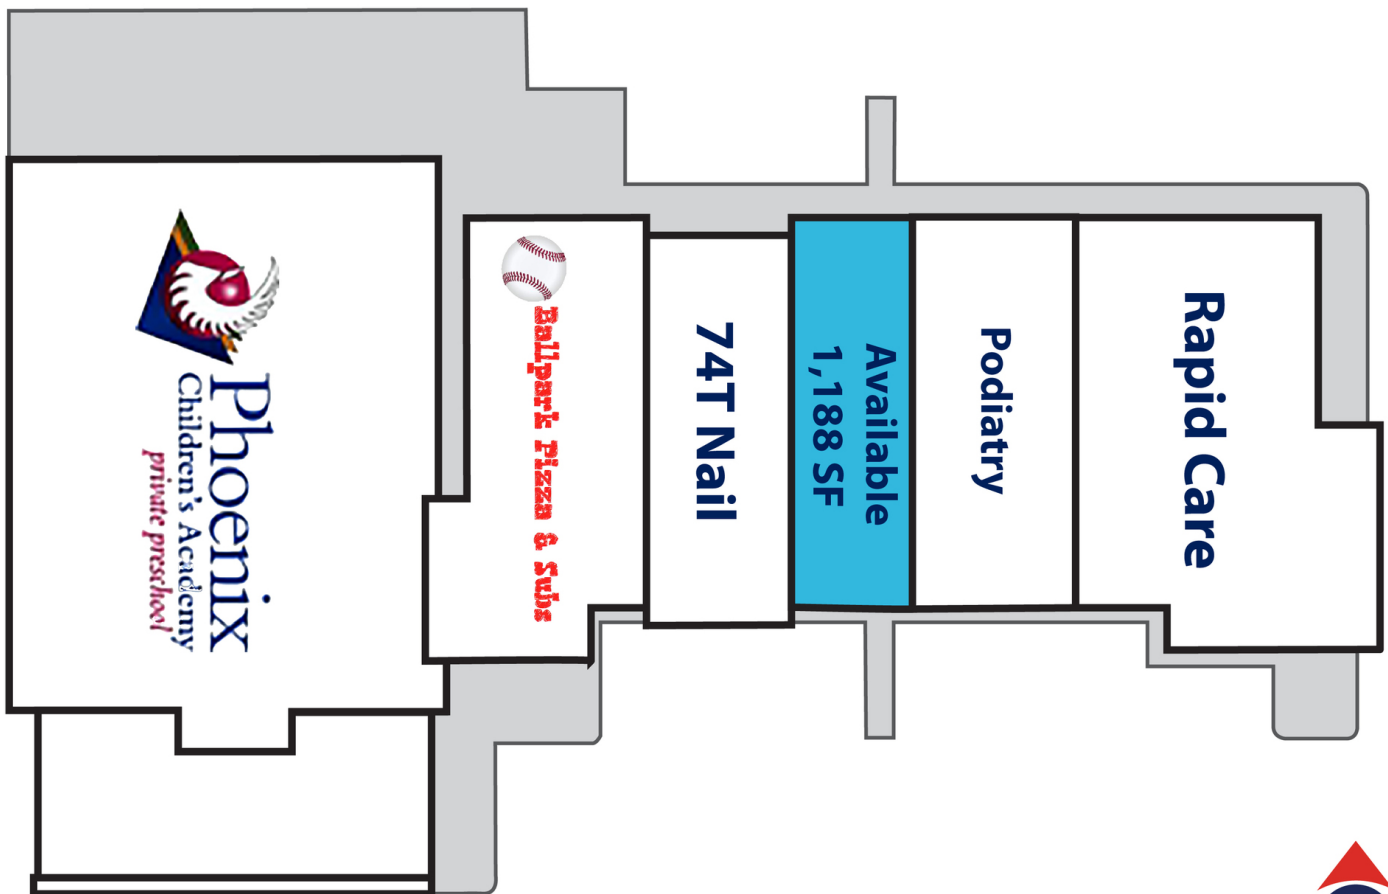 Phoenix
Children's Academy
private preschool
Ballpark Pizza & Subs
74T Nail
Available
1,188 SF
Podiatry
Rapid Care